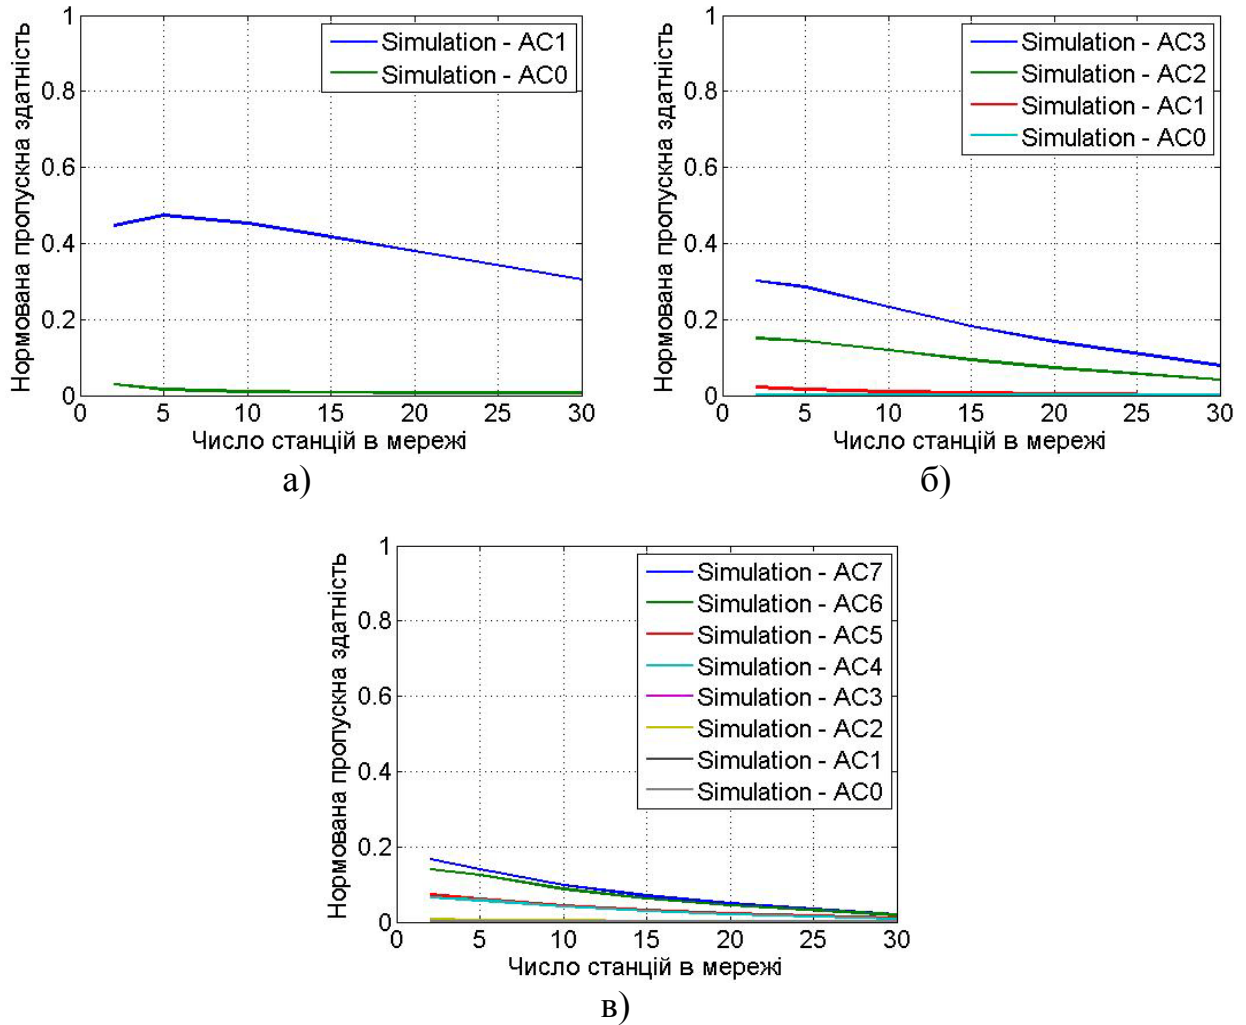 Нормована пропускна здатність
1
0.8
0.6
0.4
0.2
0
0 5 10 15 20 25 30
Simulation - AC1
Simulation - AC0
Число станцій в мережі
а)
Нормована пропускна здатність
1
0.8
0.6
0.4
0.2
0
0 5 10 15 20 25 30
Simulation - AC3
Simulation - AC2
Simulation - AC1
Simulation - AC0
Число станцій в мережі
б)
Нормована пропускна здатність
1
0.8
0.6
0.4
0.2
0
0 5 10 15 20 25 30
Simulation - AC7
Simulation - AC6
Simulation - AC5
Simulation - AC4
Simulation - AC3
Simulation - AC2
Simulation - AC1
Simulation - AC0
Число станцій в мережі
в)